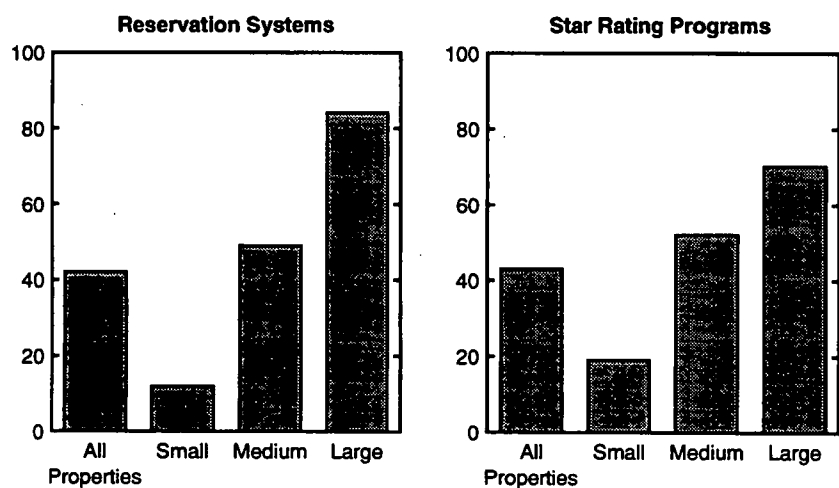 Reservation Systems
100
80
60
40
20
0
All Properties
Small
Medium
Large
Star Rating Programs
100
80
60
40
20
0
All Properties
Small
Medium
Large